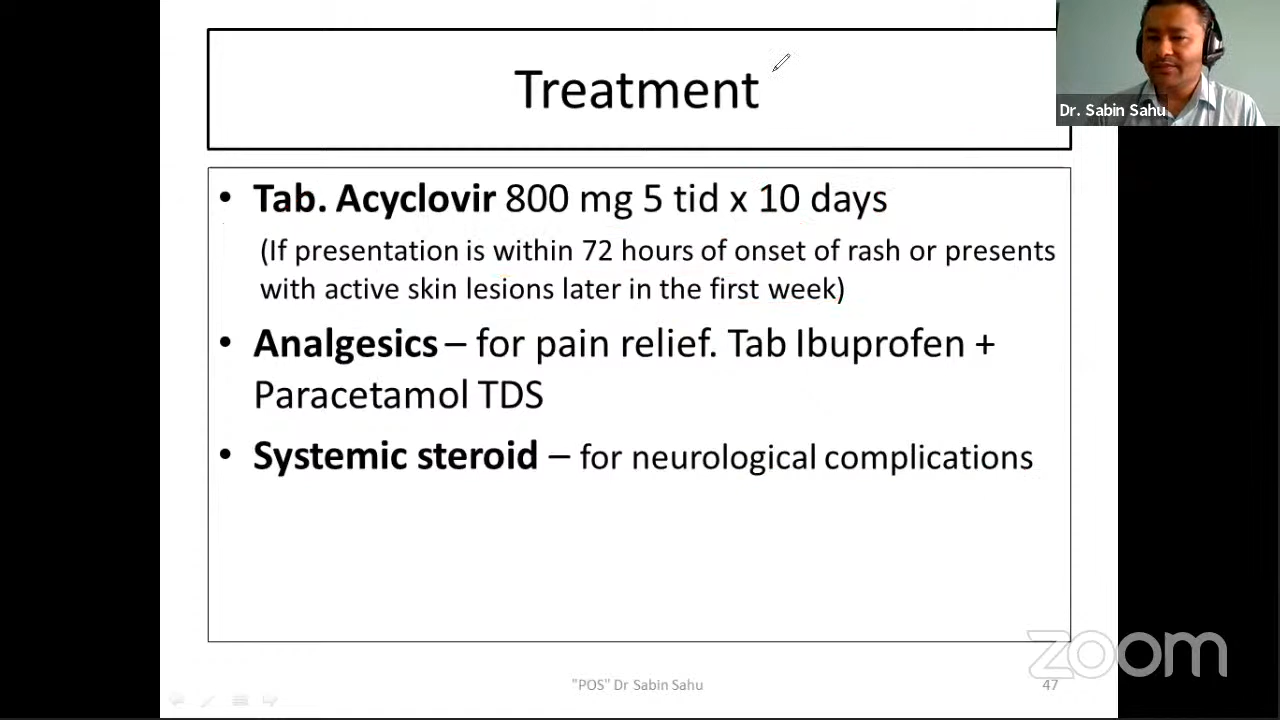 Treatment
Dr. Sabin Sahu
• Tab. Acyclovir 800 mg 5 tid x 10 days
(If presentation is within 72 hours of onset of rash or presents
with active skin lesions later in the first week)
• Analgesics – for pain relief. Tab Ibuprofen +
Paracetamol TDS
• Systemic steroid – for neurological complications
zoom
"POS" Dr Sabin Sahu
47